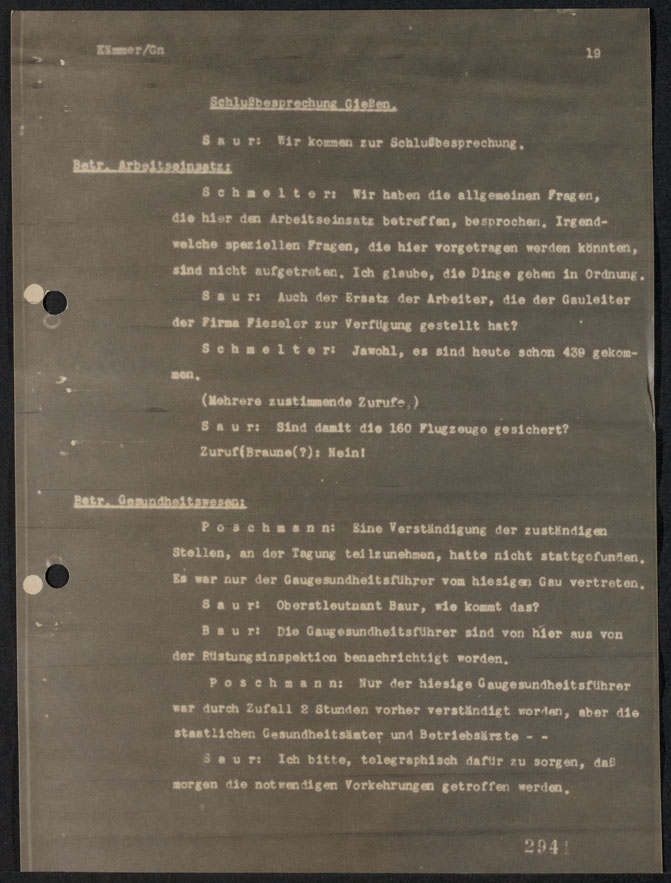 Kämmer/Gn
19
Schlußbesprechung Gießen.
S a u r: Wir kommen zur Schlußbesprechung.
Betr. Arbeitseinsatz:
S c h m e l t e r: Wir haben die allgemeinen Fragen,
die hier den Arbeitseinsatz betreffen, besprochen. Irgend-
welche speziellen Fragen, die hier vorgetragen werden könnten,
sind nicht aufgetreten. Ich glaube, die Dinge gehen in Ordnung.
S a u r: Auch der Ersatz der Arbeiter, die der Gauleiter
der Firma Fieseler zur Verfügung gestellt hat?
S c h m e l t e r: Jawohl, es sind heute schon 439 gekom-
men.
(Mehrere zustimmende Zurufe.)
S a u r: Sind damit die 160 Flugzeuge gesichert?
Zuruf(Braune(?): Nein!
Betr. Gesundheitswesen:
P o s c h m a n n: Eine Verständigung der zuständigen
Stellen, an der Tagung teilzunehmen, hatte nicht stattgefunden.
Es war nur der Gaugesundheitsführer vom hiesigen Gau vertreten.
S a u r: Oberstleutnant Baur, wie kommt das?
B a u r: Die Gaugesundheitsführer sind von hier aus von
der Rüstungsinspektion benachrichtigt worden.
P o s c h m a n n: Nur der hiesige Gaugesundheitsführer
war durch Zufall 2 Stunden vorher verständigt worden, aber die
staatlichen Gesundheitsämter und Betriebsärzte - -
S a u r: Ich bitte, telegraphisch dafür zu sorgen, daß
morgen die notwendigen Vorkehrungen getroffen werden.
2941